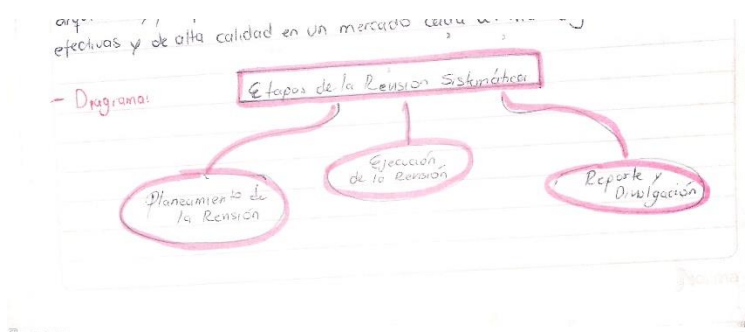 efectivas y de alta calidad en un mercado
- Diagrama:
Etapas de la Revisión Sistemática
Planeamiento de
la Revisión
Ejecución
de la Revisión
Reporte y
Divulgación